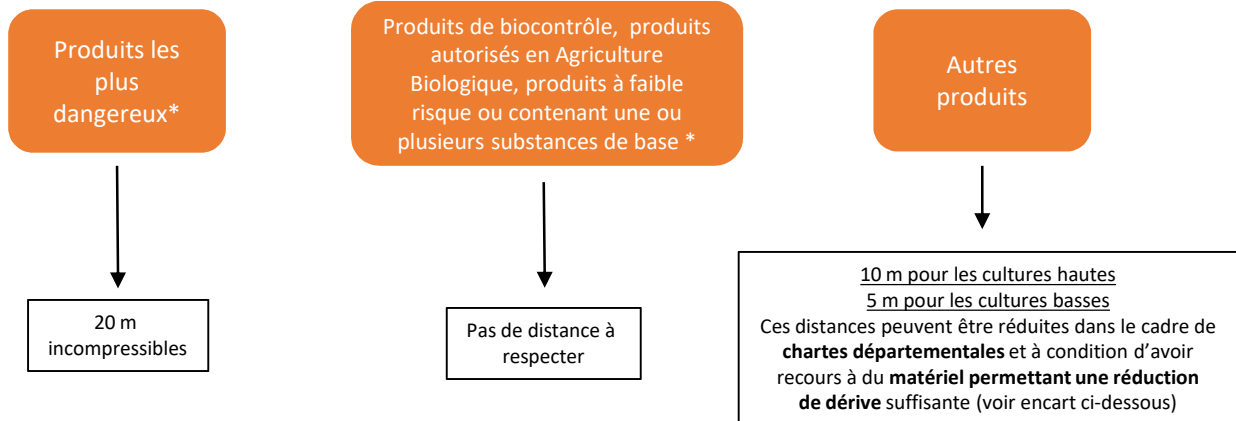 Produits les
plus
dangereux*
20 m
incompressibles
Produits de biocontrôle, produits
autorisés en Agriculture
Biologique, produits à faible
risque ou contenant une ou
plusieurs substances de base *
Pas de distance à
respecter
Autres
produits
10 m pour les cultures hautes
5 m pour les cultures basses
Ces distances peuvent être réduites dans le cadre de
chartes départementales et à condition d’avoir
recours à du matériel permettant une réduction
de dérive suffisante (voir encart ci-dessous)